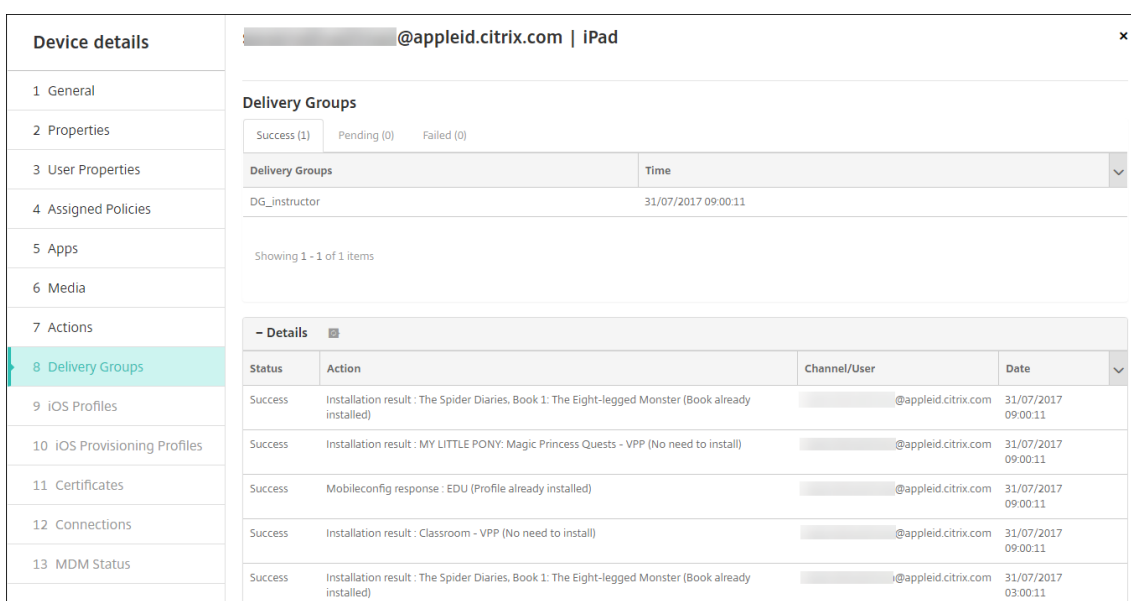 Device details
@appleid.citrix.com | iPad
×
1 General
2 Properties
3 User Properties
4 Assigned Policies
5 Apps
6 Media
7 Actions
8 Delivery Groups
9 iOS Profiles
10 iOS Provisioning Profiles
11 Certificates
12 Connections
13 MDM Status
Delivery Groups
Success (1) Pending (0) Failed (0)
Delivery Groups Time
DG_instructor 31/07/2017 09:00:11
Showing 1 - 1 of 1 items
– Details
Status Action Channel/User Date
Success Installation result : The Spider Diaries, Book 1: The Eight-legged Monster (Book already @appleid.citrix.com 31/07/2017
installed) 09:00:11
Success Installation result : MY LITTLE PONY: Magic Princess Quests - VPP (No need to install) @appleid.citrix.com 31/07/2017
09:00:11
Success Mobileconfig response : EDU (Profile already installed) @appleid.citrix.com 31/07/2017
09:00:11
Success Installation result : Classroom - VPP (No need to install) @appleid.citrix.com 31/07/2017
09:00:11
Success Installation result : The Spider Diaries, Book 1: The Eight-legged Monster (Book already @appleid.citrix.com 31/07/2017
installed) 03:00:11